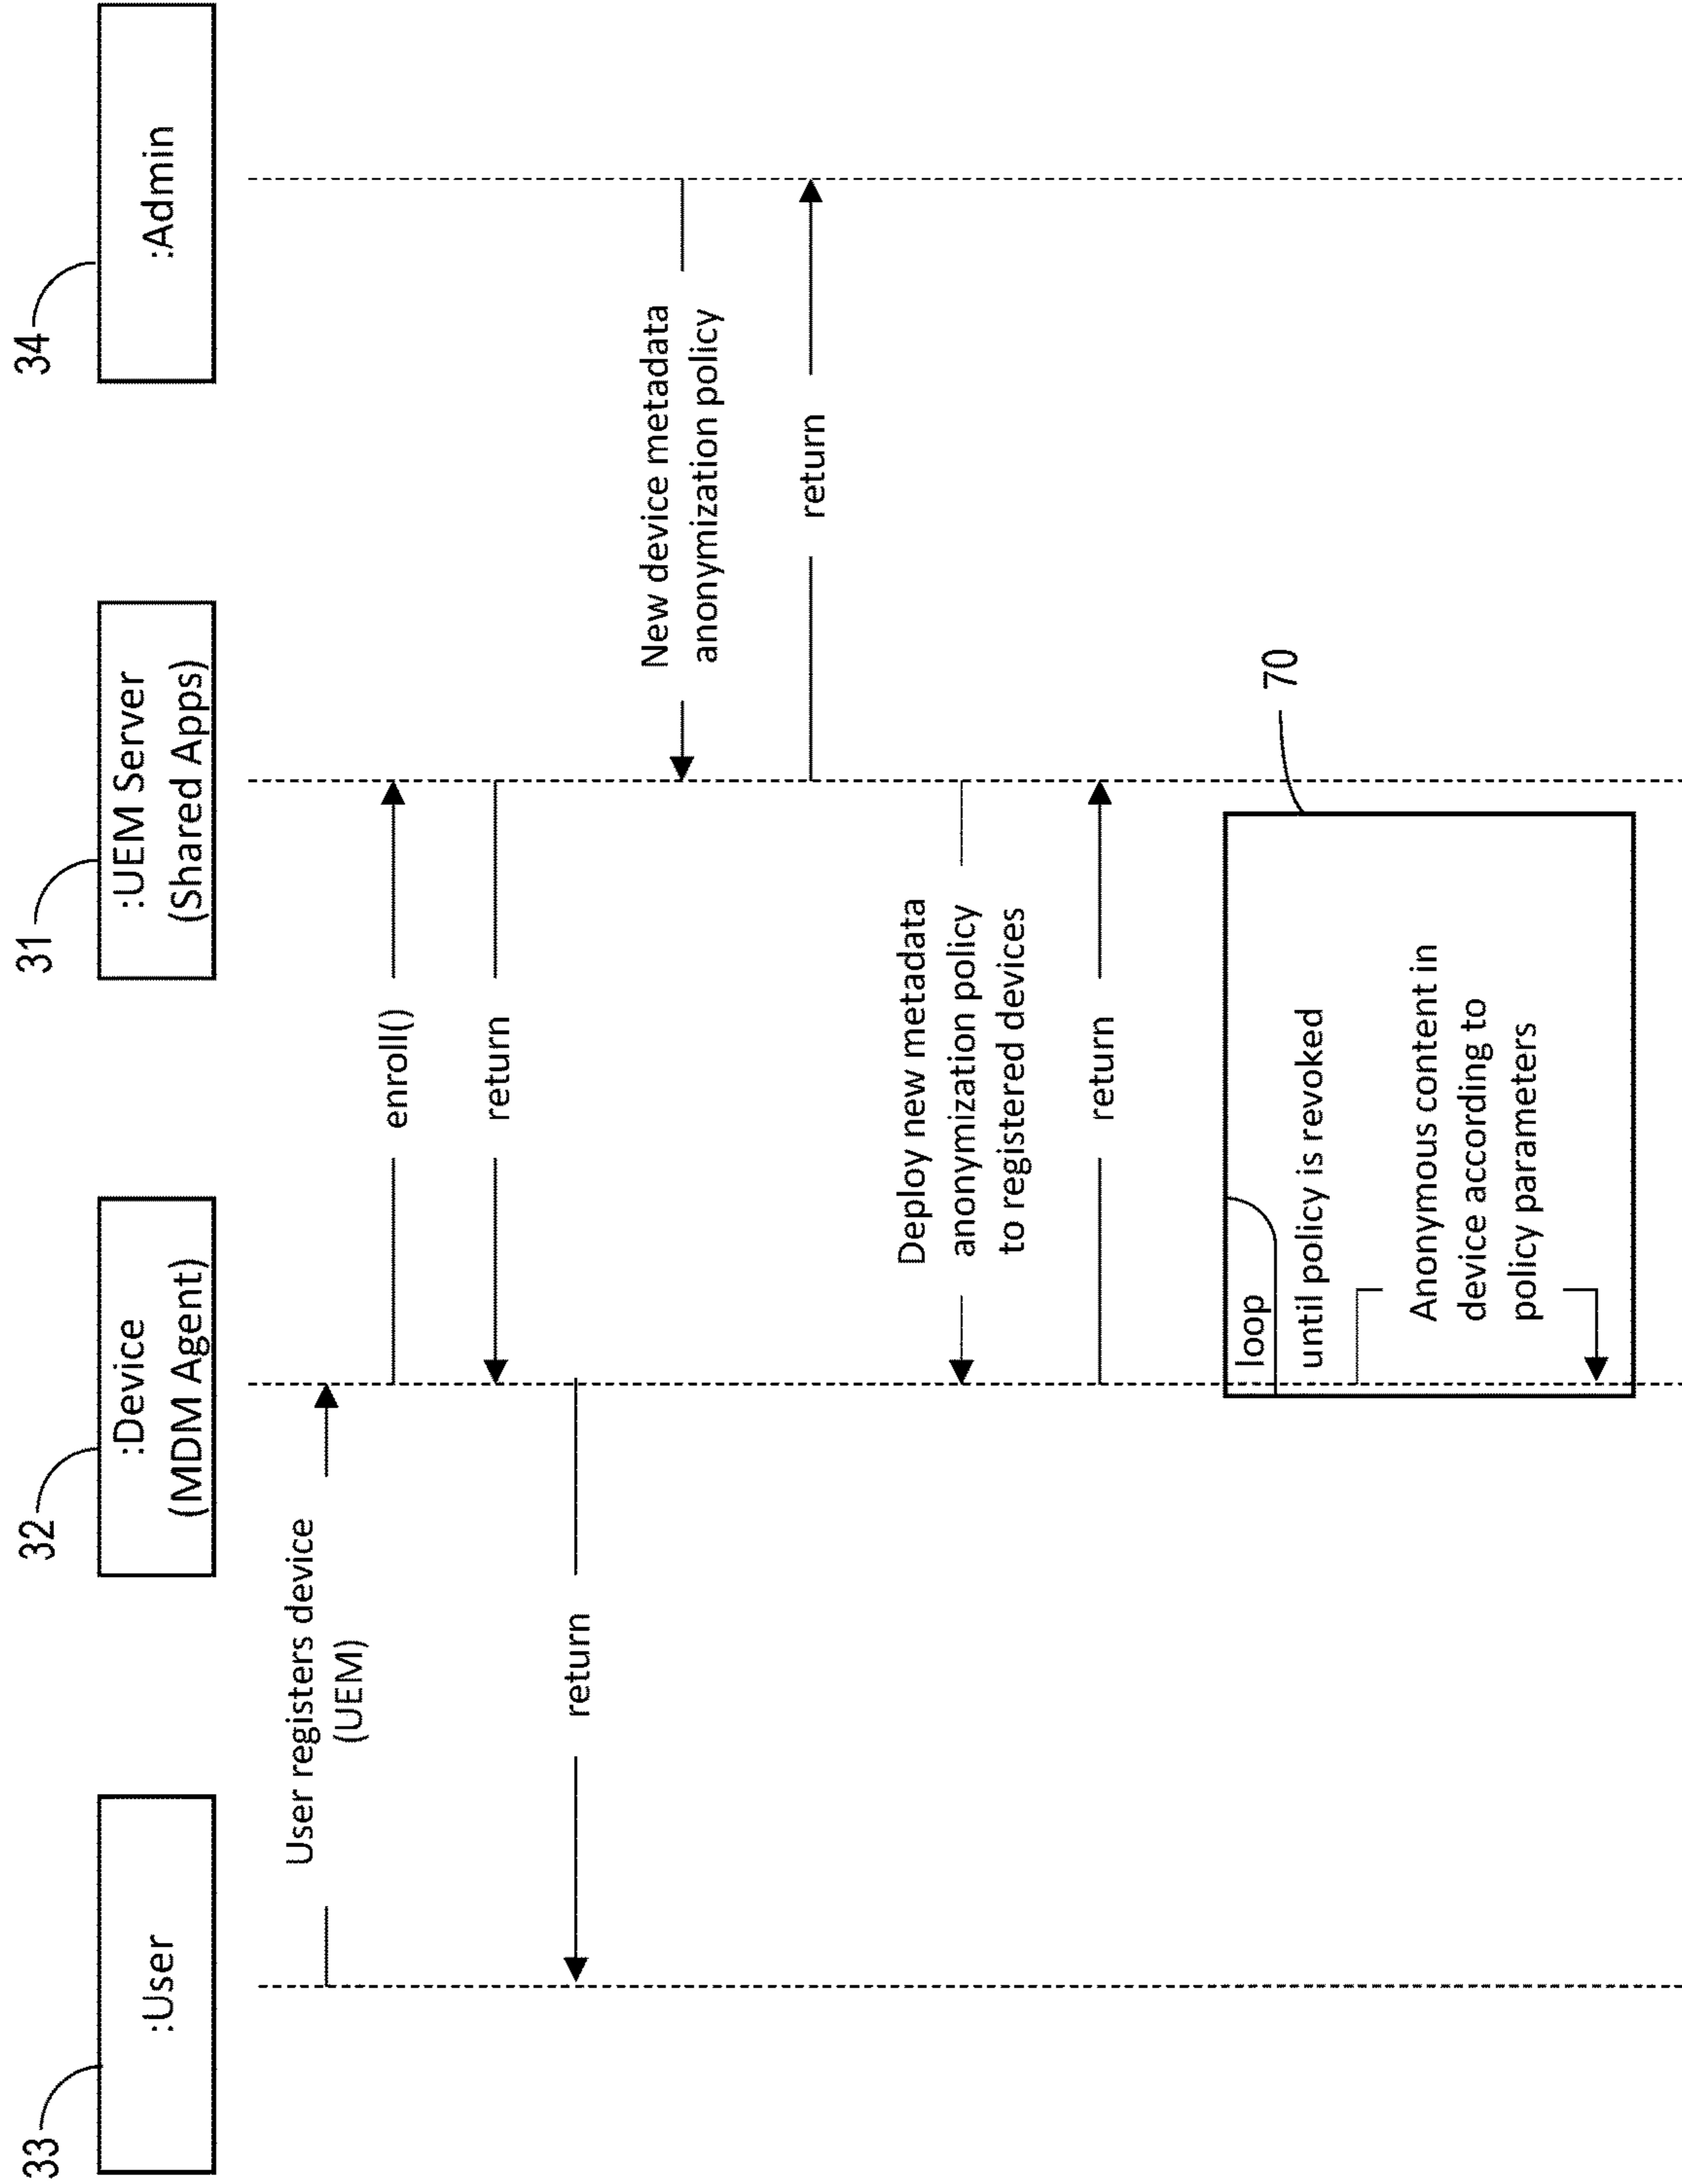 33
32
31
34
:User
:Device
(MDM Agent)
:UEM Server
(Shared Apps)
:Admin
User registers device
(UEM)
enroll()
return
return
New device metadata
anonymization policy
return
Deploy new metadata
anonymization policy
to registered devices
return
70
loop
until policy is revoked
Anonymous content in
device according to
policy parameters